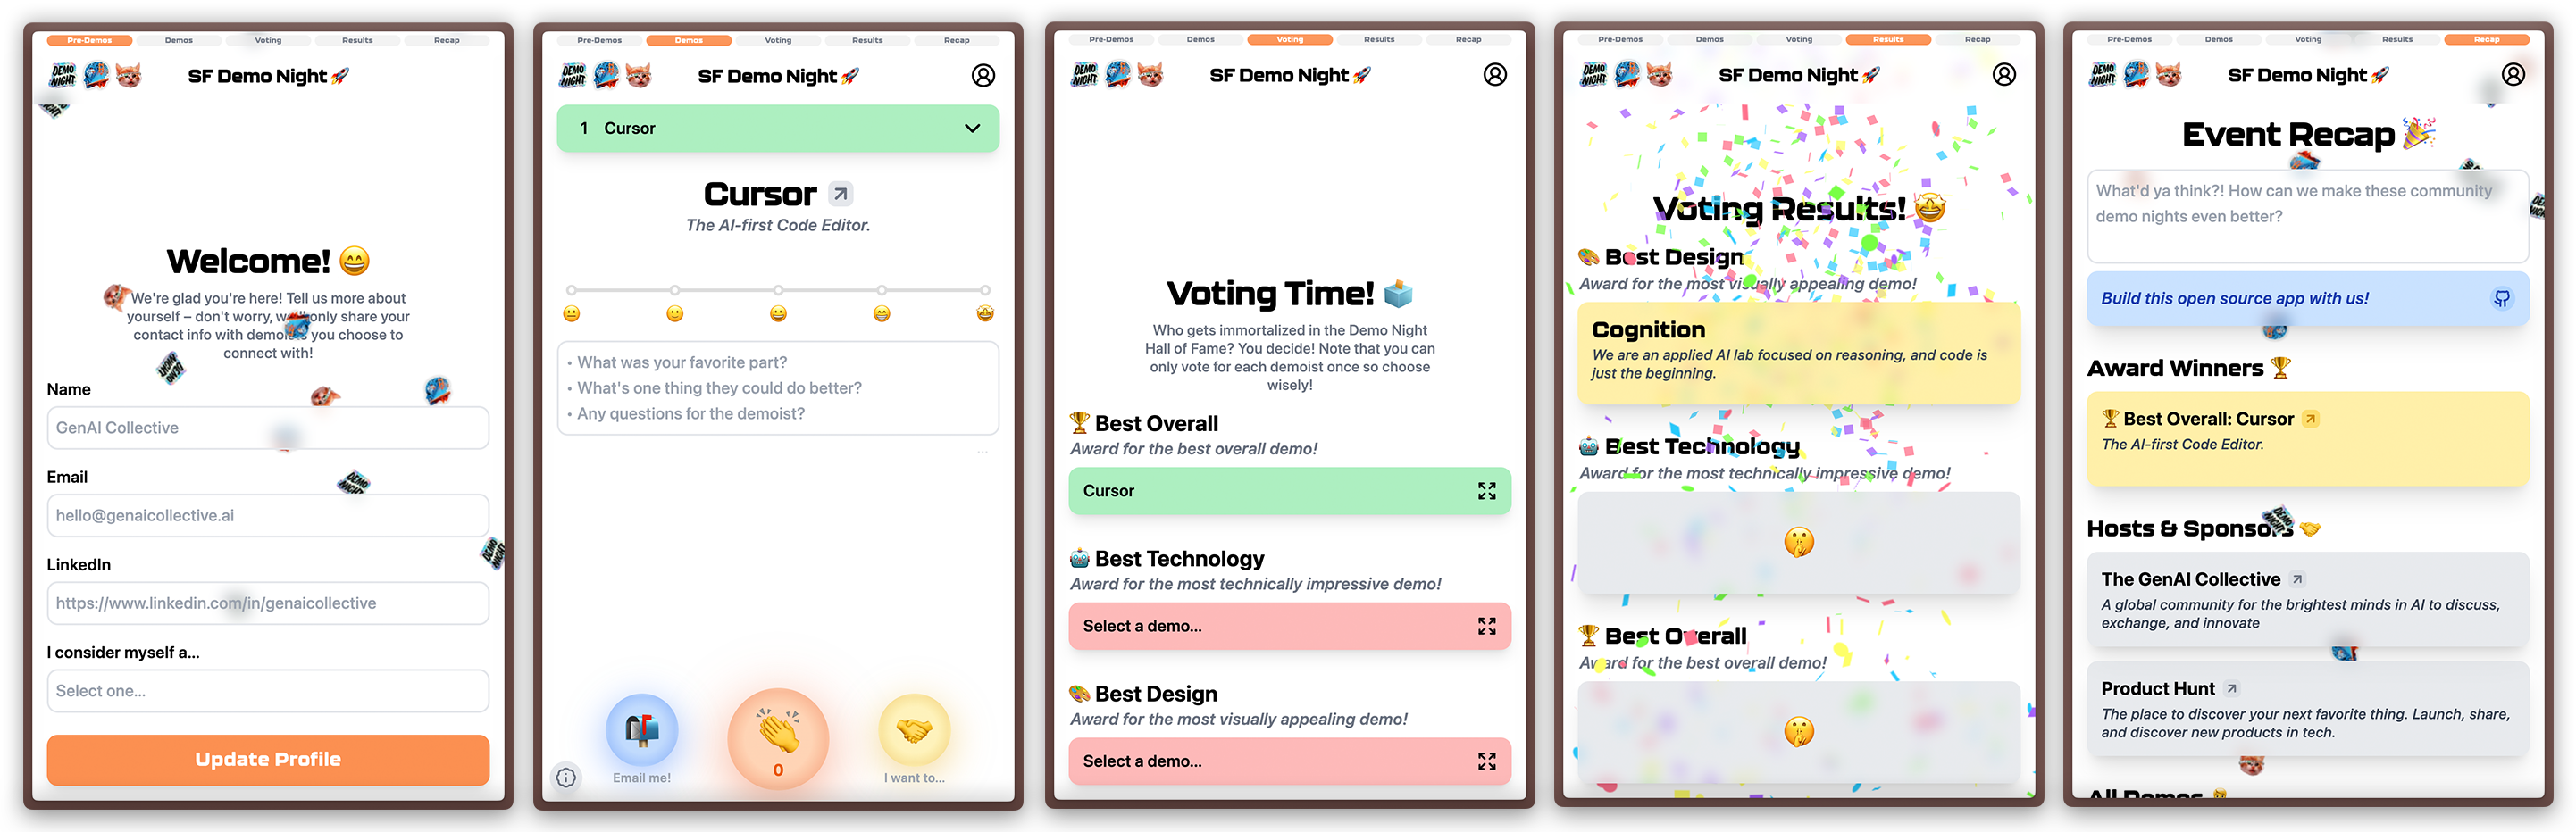 Pre-Demos Demos Voting Results Recap
DEMO NIGHT
SF Demo Night 🚀
Welcome! 😄
We're glad you're here! Tell us more about
yourself – don't worry, we'll only share your
contact info with demoists you choose to
connect with!
Name
GenAI Collective
Email
hello@genaicollective.ai
LinkedIn
https://www.linkedin.com/in/genaicollective
I consider myself a...
Select one...
Update Profile
Pre-Demos Demos Voting Results Recap
DEMO NIGHT
SF Demo Night 🚀
1 Cursor
Cursor
The AI-first Code Editor.
• What was your favorite part?
• What's one thing they could do better?
• Any questions for the demoist?
0
Email me!
I want to...
Pre-Demos Demos Voting Results Recap
DEMO NIGHT
SF Demo Night 🚀
Voting Time! 🗳️
Who gets immortalized in the Demo Night
Hall of Fame? You decide! Note that you can
only vote for each demoist once so choose
wisely!
🏆 Best Overall
Award for the best overall demo!
Cursor
🤖 Best Technology
Award for the most technically impressive demo!
Select a demo...
🎨 Best Design
Award for the most visually appealing demo!
Select a demo...
Pre-Demos Demos Voting Results Recap
DEMO NIGHT
SF Demo Night 🚀
Voting Results! 🤩
🎨 Best Design
Award for the most visually appealing demo!
Cognition
We are an applied AI lab focused on reasoning, and code is
just the beginning.
🤖 Best Technology
Award for the most technically impressive demo!
🏆 Best Overall
Award for the best overall demo!
Pre-Demos Demos Voting Results Recap
DEMO NIGHT
SF Demo Night 🚀
Event Recap 🎉
What'd ya think?! How can we make these community
demo nights even better?
Build this open source app with us!
Award Winners 🏆
🏆 Best Overall: Cursor
The AI-first Code Editor.
Hosts & Sponsors 🤝
The GenAI Collective
A global community for the brightest minds in AI to discuss,
exchange, and innovate
Product Hunt
The place to discover your next favorite thing. Launch, share,
and discover new products in tech.
All Demos